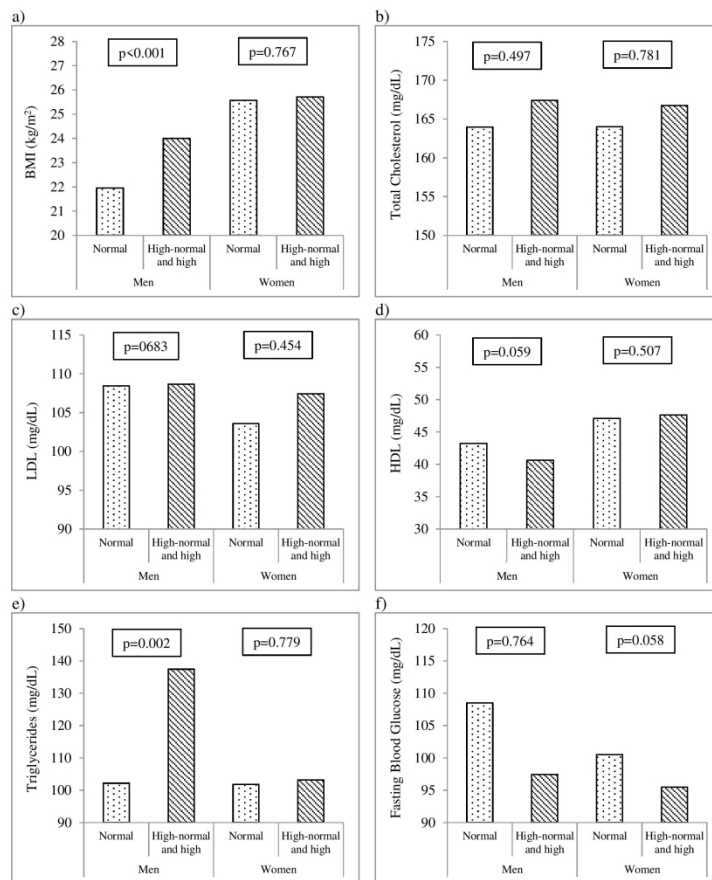 a)
BMI (kg/m²)
28
27
26
25
24
23
22
21
20
p<0.001
p=0.767
Normal
High-normal
and high
Normal
High-normal
and high
Men
Women
b)
Total Cholesterol (mg/dL)
175
170
165
160
155
150
p=0.497
p=0.781
Normal
High-normal
and high
Normal
High-normal
and high
Men
Women
c)
LDL (mg/dL)
115
110
105
100
95
90
p=0683
p=0.454
Normal
High-normal
and high
Normal
High-normal
and high
Men
Women
d)
HDL (mg/dL)
60
55
50
45
40
35
30
p=0.059
p=0.507
Normal
High-normal
and high
Normal
High-normal
and high
Men
Women
e)
Triglycerides (mg/dL)
150
140
130
120
110
100
90
p=0.002
p=0.779
Normal
High-normal
and high
Normal
High-normal
and high
Men
Women
f)
Fasting Blood Glucose (mg/dL)
120
115
110
105
100
95
90
p=0.764
p=0.058
Normal
High-normal
and high
Normal
High-normal
and high
Men
Women